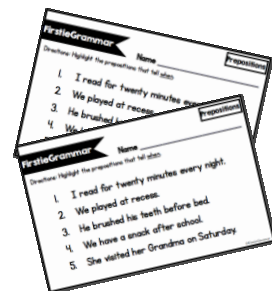 FirstieGrammar
Name
Prepositions
Directions: Highlight the prepositions that tell when.
1. I read for twenty minutes every
2. We played at recess.
3. He brushed h
4. We h
FirstieGrammar
Name
Prepositions
Directions: Highlight the prepositions that tell when.
1. I read for twenty minutes every night.
2. We played at recess.
3. He brushed his teeth before bed.
4. We have a snack after school.
5. She visited her Grandma on Saturday.